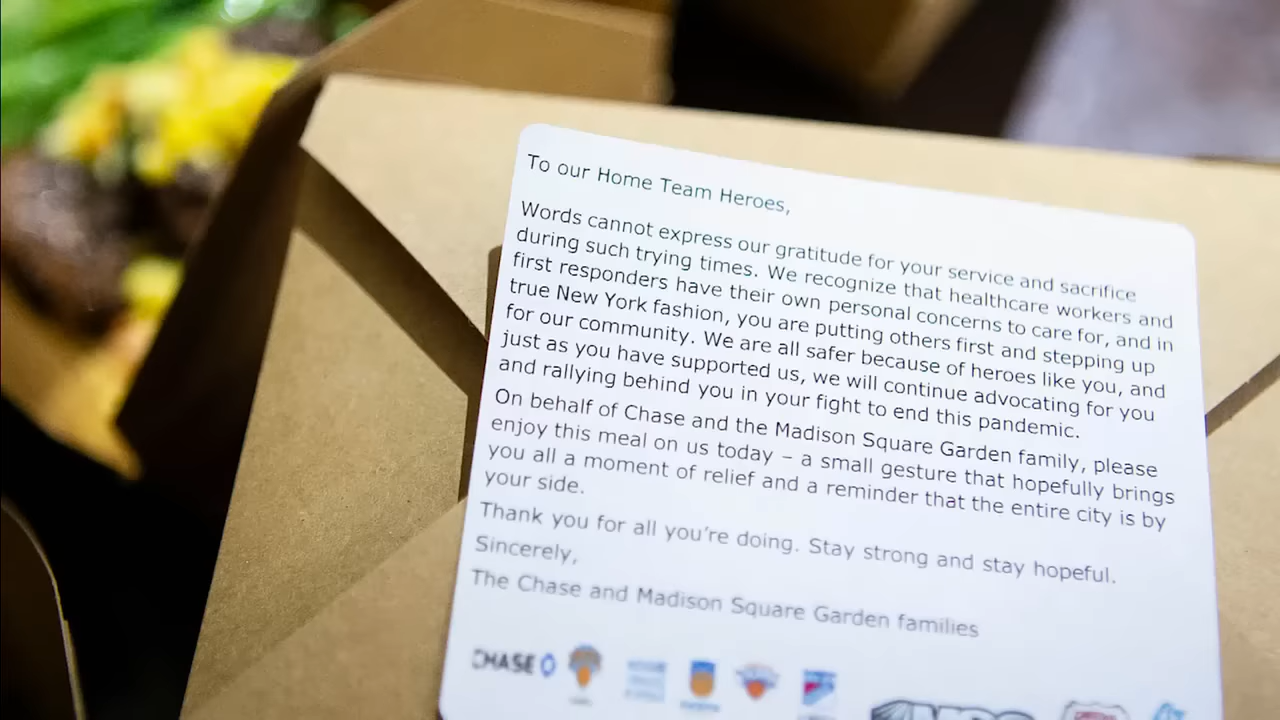 To our Home Team Heroes,
Words cannot express our gratitude for your service and sacrifice
during such trying times. We recognize that healthcare workers and
first responders have their own personal concerns to care for, and in
true New York fashion, you are putting others first and stepping up
for our community. We are all safer because of heroes like you, and
just as you have supported us, we will continue advocating for you
and rallying behind you in your fight to end this pandemic.
On behalf of Chase and the Madison Square Garden family, please
enjoy this meal on us today – a small gesture that hopefully brings
you all a moment of relief and a reminder that the entire city is by
your side.
Thank you for all you’re doing. Stay strong and stay hopeful.
Sincerely,
The Chase and Madison Square Garden families
CHASE